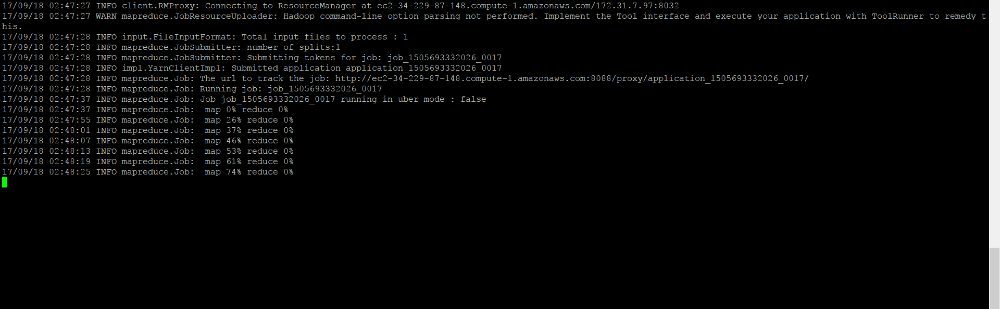 17/09/18 02:47:27 INFO client.RMProxy: Connecting to ResourceManager at ec2-34-229-87-148.compute-1.amazonaws.com/172.31.7.97:8032
17/09/18 02:47:27 WARN mapreduce.JobResourceUploader: Hadoop command-line option parsing not performed. Implement the Tool interface and execute your application with ToolRunner to remedy t
his.
17/09/18 02:47:28 INFO input.FileInputFormat: Total input files to process : 1
17/09/18 02:47:28 INFO mapreduce.JobSubmitter: number of splits:1
17/09/18 02:47:28 INFO mapreduce.JobSubmitter: Submitting tokens for job: job_1505693332026_0017
17/09/18 02:47:28 INFO impl.YarnClientImpl: Submitted application application_1505693332026_0017
17/09/18 02:47:28 INFO mapreduce.Job: The url to track the job: http://ec2-34-229-87-148.compute-1.amazonaws.com:8088/proxy/application_1505693332026_0017/
17/09/18 02:47:28 INFO mapreduce.Job: Running job: job_1505693332026_0017
17/09/18 02:47:37 INFO mapreduce.Job: Job job_1505693332026_0017 running in uber mode : false
17/09/18 02:47:37 INFO mapreduce.Job:  map 0% reduce 0%
17/09/18 02:47:55 INFO mapreduce.Job:  map 26% reduce 0%
17/09/18 02:48:01 INFO mapreduce.Job:  map 37% reduce 0%
17/09/18 02:48:07 INFO mapreduce.Job:  map 46% reduce 0%
17/09/18 02:48:13 INFO mapreduce.Job:  map 53% reduce 0%
17/09/18 02:48:19 INFO mapreduce.Job:  map 61% reduce 0%
17/09/18 02:48:25 INFO mapreduce.Job:  map 74% reduce 0%